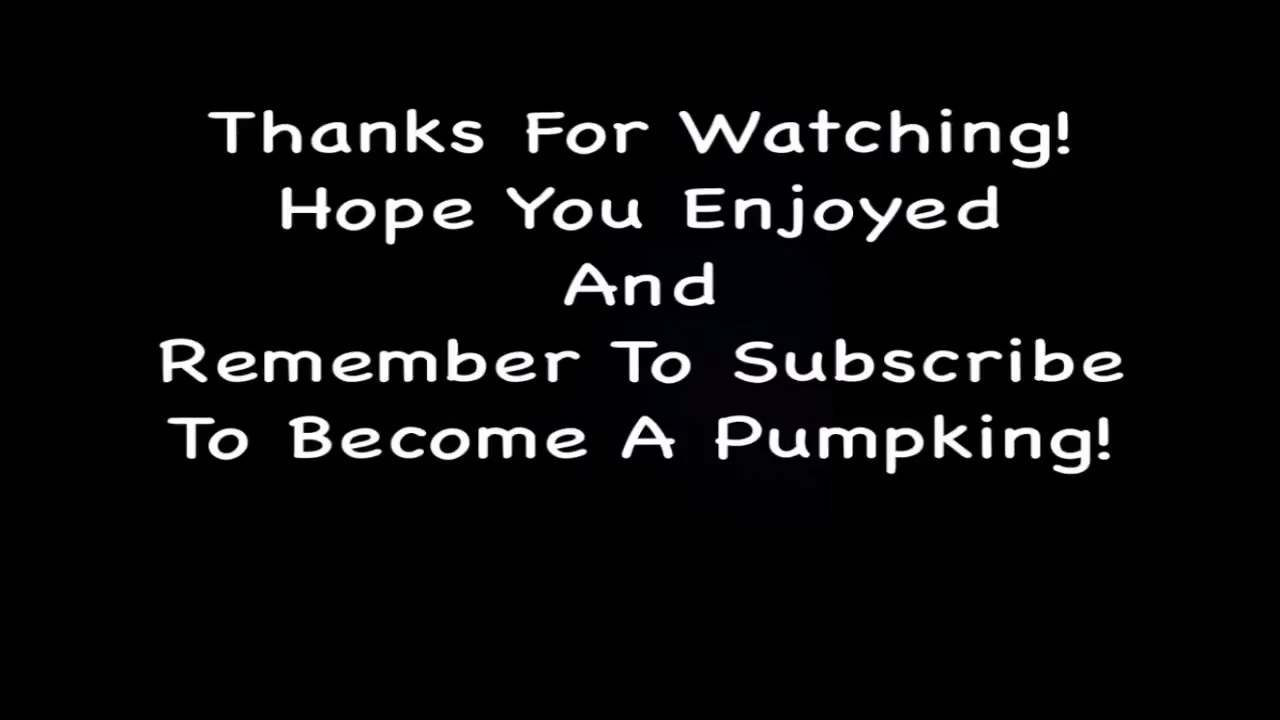 Thanks For Watching!
Hope You Enjoyed
And
Remember To Subscribe
To Become A Pumpking!